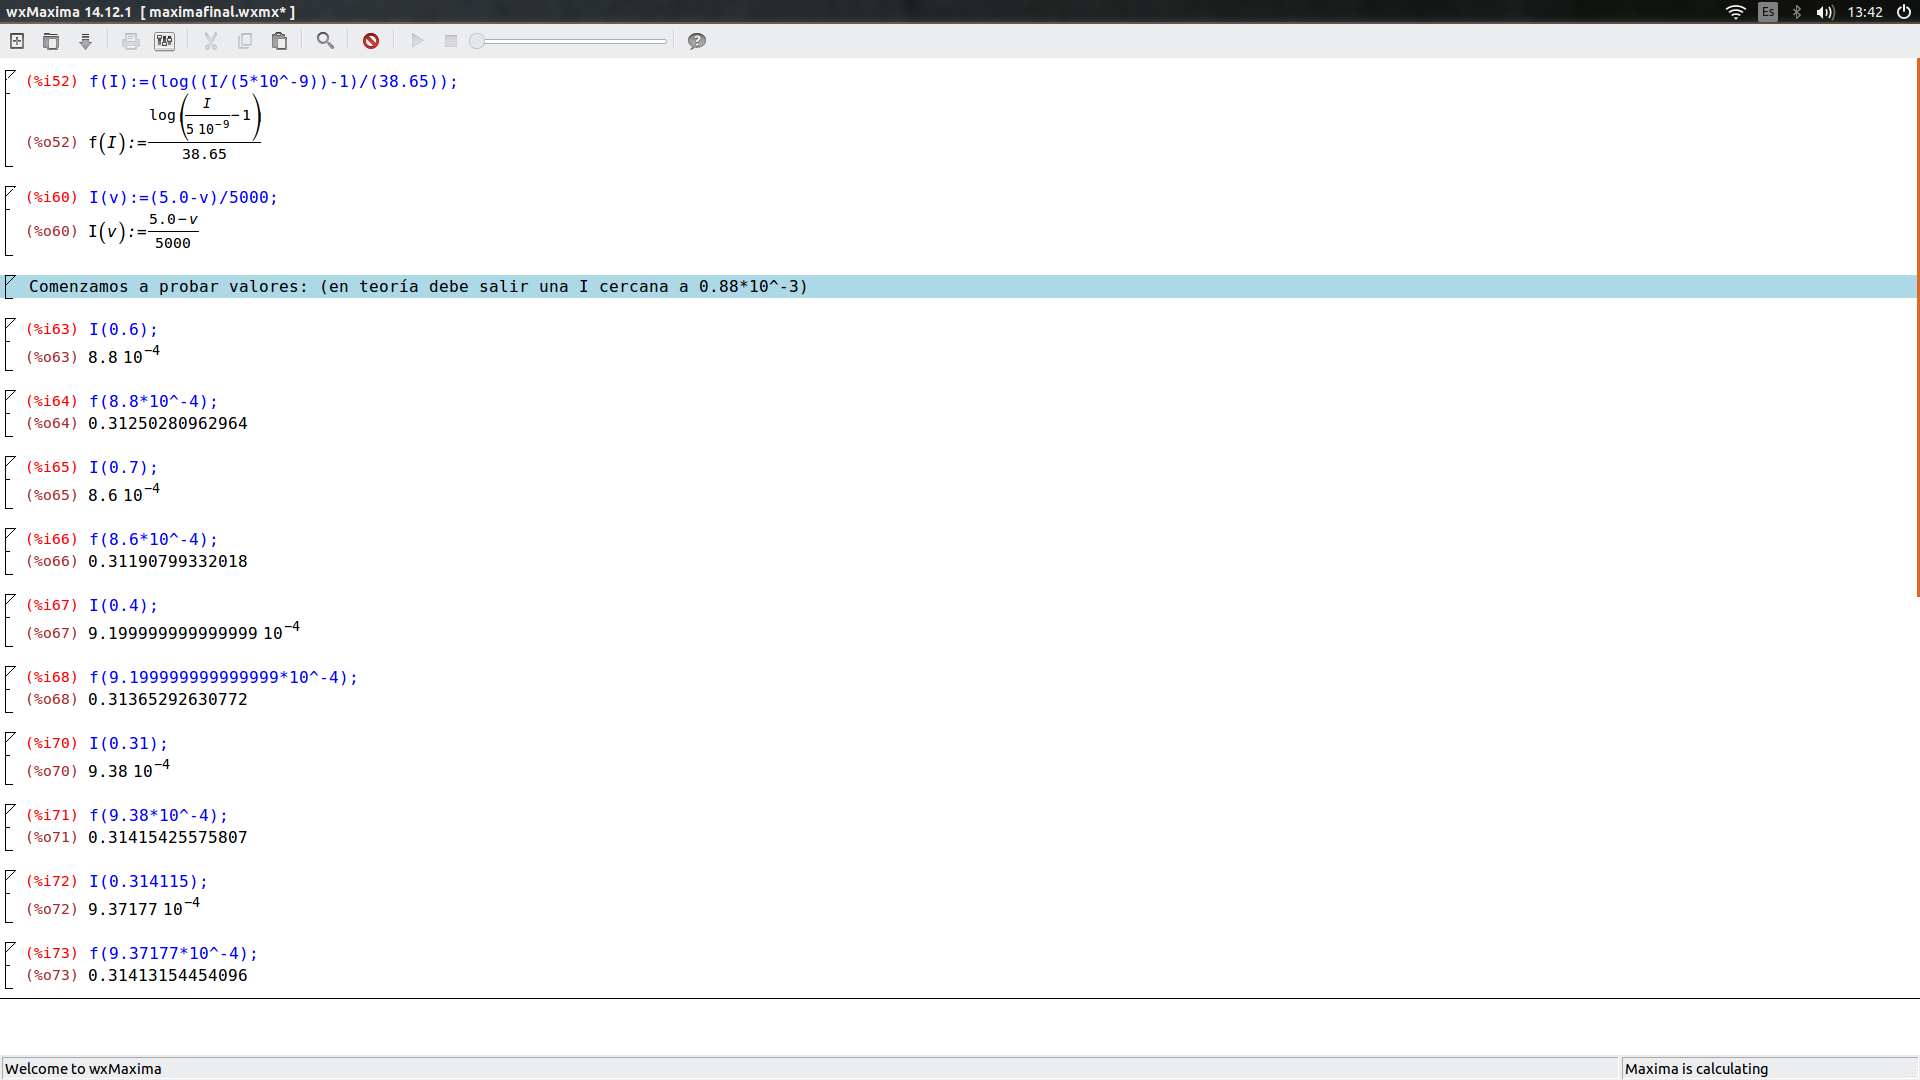 wxMaxima 14.12.1 [ maximafinal.wxmx* ]
Es 13:42
(%i52) f(I):=(log((I/(5*10^-9))-1)/(38.65));
(%o52) f(I):=log(I/5 10^-9−1)/38.65
(%i60) I(v):=(5.0-v)/5000;
(%o60) I(v):=5.0−v/5000
Comenzamos a probar valores: (en teoría debe salir una I cercana a 0.88*10^-3)
(%i63) I(0.6);
(%o63) 8.8 10^−4
(%i64) f(8.8*10^-4);
(%o64) 0.31250280962964
(%i65) I(0.7);
(%o65) 8.6 10^−4
(%i66) f(8.6*10^-4);
(%o66) 0.31190799332018
(%i67) I(0.4);
(%o67) 9.199999999999999 10^−4
(%i68) f(9.199999999999999*10^-4);
(%o68) 0.31365292630772
(%i70) I(0.31);
(%o70) 9.38 10^−4
(%i71) f(9.38*10^-4);
(%o71) 0.31415425575807
(%i72) I(0.314115);
(%o72) 9.37177 10^−4
(%i73) f(9.37177*10^-4);
(%o73) 0.31413154454096
Welcome to wxMaxima
Maxima is calculating